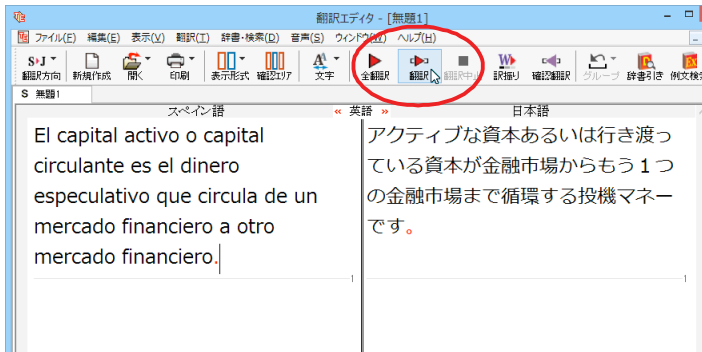 翻訳エディタ - [無題1]
ファイル(F) 編集(E) 表示(V) 翻訳(T) 辞書・検索(D) 音声(S) ウィンドウ(W) ヘルプ(H)
S▸J
翻訳方向 新規作成 開く 印刷 表示形式 確認エリア 文字 全翻訳 翻訳 翻訳中止 訳振り 確認翻訳 グループ 辞書引き 例文検
S 無題1
スペイン語 « 英語 » 日本語
El capital activo o capital
circulante es el dinero
especulativo que circula de un
mercado financiero a otro
mercado financiero.
1
アクティブな資本あるいは行き渡っ
ている資本が金融市場からもう1つ
の金融市場まで循環する投機マネー
です。
1